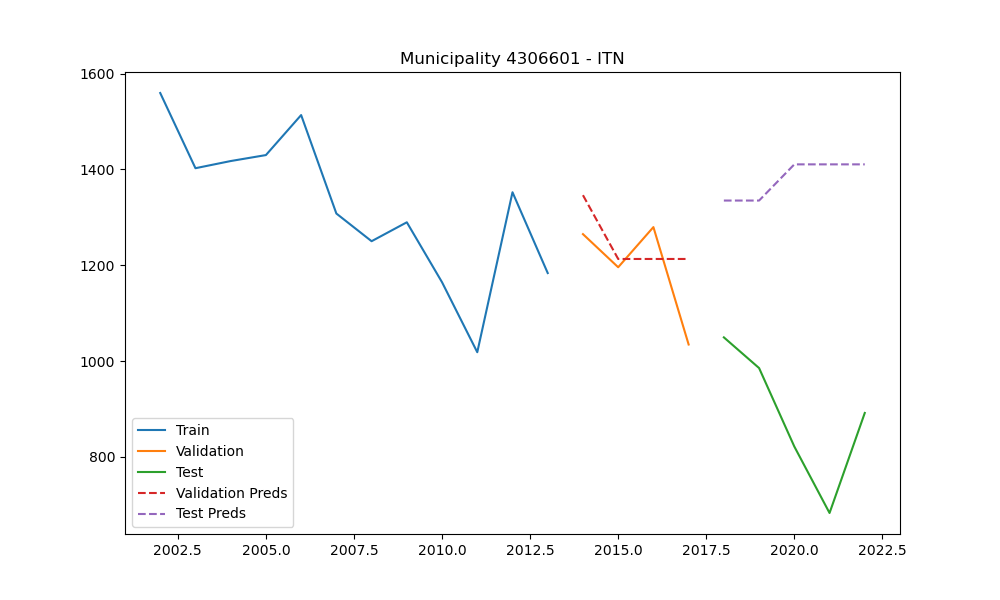 Municipality 4306601 - ITN
1600
1400
1200
1000
800
Train
Validation
Test
Validation Preds
Test Preds
2002.5 2005.0 2007.5 2010.0 2012.5 2015.0 2017.5 2020.0 2022.5